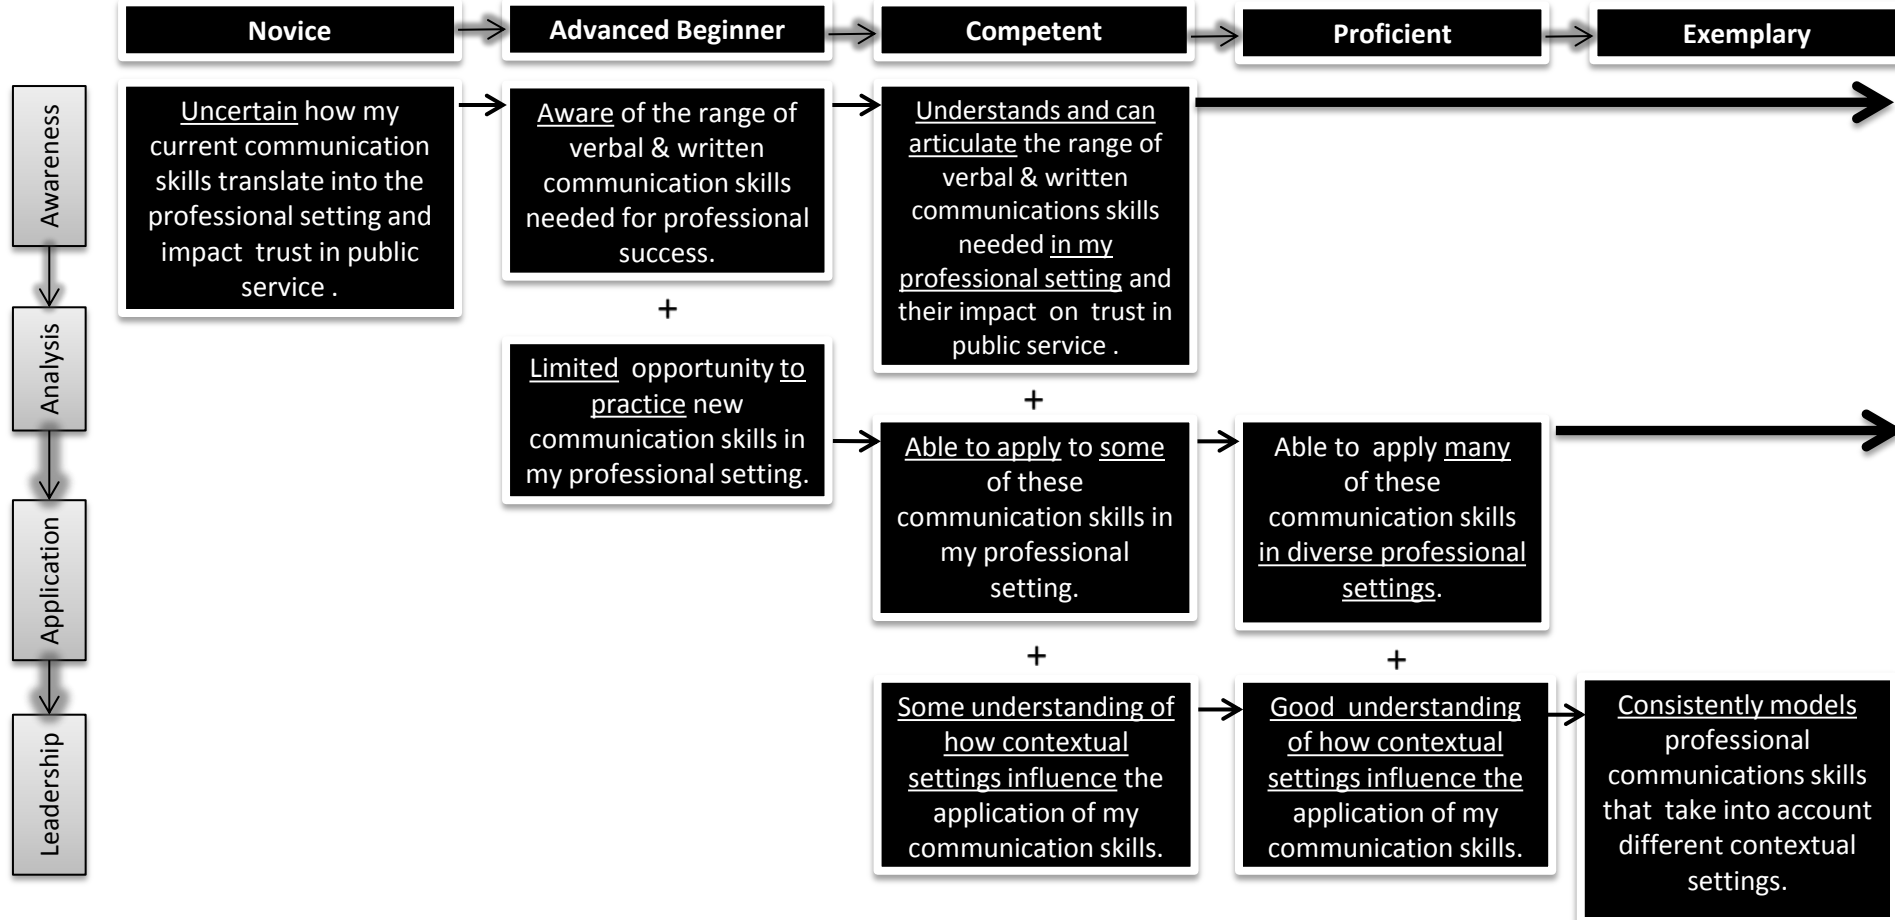 Novice
Advanced Beginner
Competent
Proficient
Exemplary
Awareness
Analysis
Application
Leadership
Uncertain how my
current communication
skills translate into the
professional setting and
impact trust in public
service .
Aware of the range of
verbal & written
communication skills
needed for professional
success.
+
Limited opportunity to
practice new
communication skills in
my professional setting.
Understands and can
articulate the range of
verbal & written
communications skills
needed in my
professional setting and
their impact on trust in
public service .
+
Able to apply to some
of these
communication skills in
my professional
setting.
+
Some understanding of
how contextual
settings influence the
application of my
communication skills.
Able to apply many
of these
communication skills
in diverse professional
settings.
+
Good understanding
of how contextual
settings influence the
application of my
communication skills.
Consistently models
professional
communications skills
that take into account
different contextual
settings.